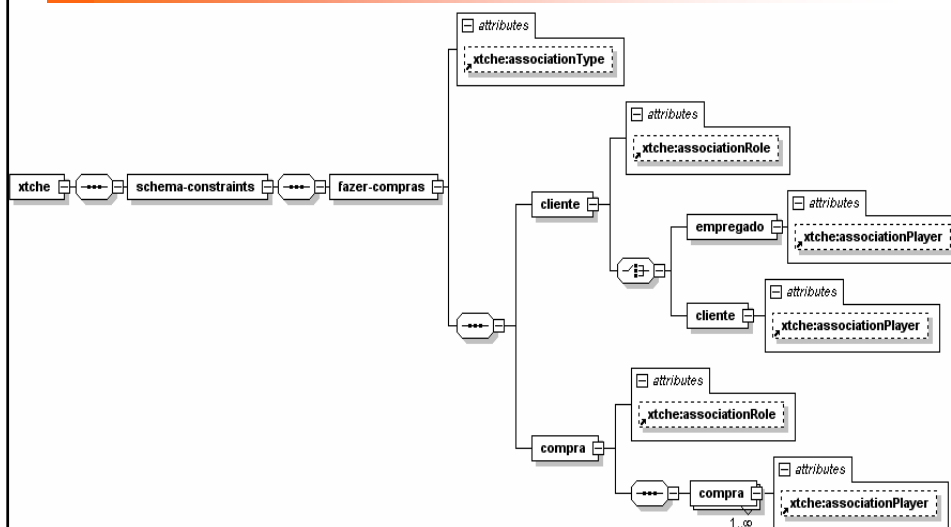 attributes
xtche:associationType
attributes
xtche:associationRole
xtche
schema-constraints
fazer-compras
cliente
attributes
empregado
xtche:associationPlayer
attributes
cliente
xtche:associationPlayer
attributes
xtche:associationRole
compra
attributes
compra
xtche:associationPlayer
1..∞